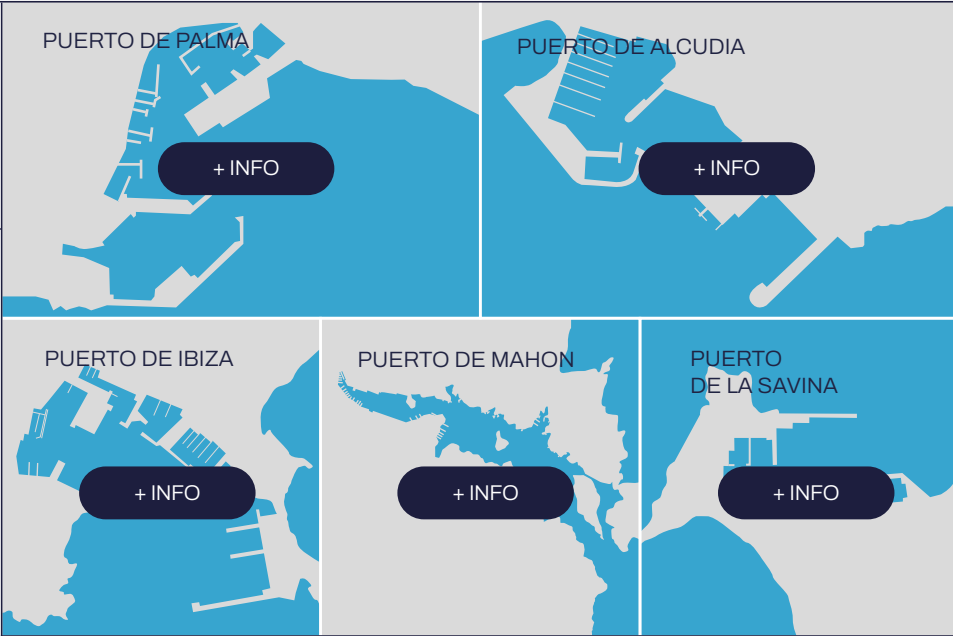 PUERTO DE PALMA
+ INFO
PUERTO DE ALCUDIA
+ INFO
PUERTO DE IBIZA
+ INFO
PUERTO DE MAHON
+ INFO
PUERTO
DE LA SAVINA
+ INFO